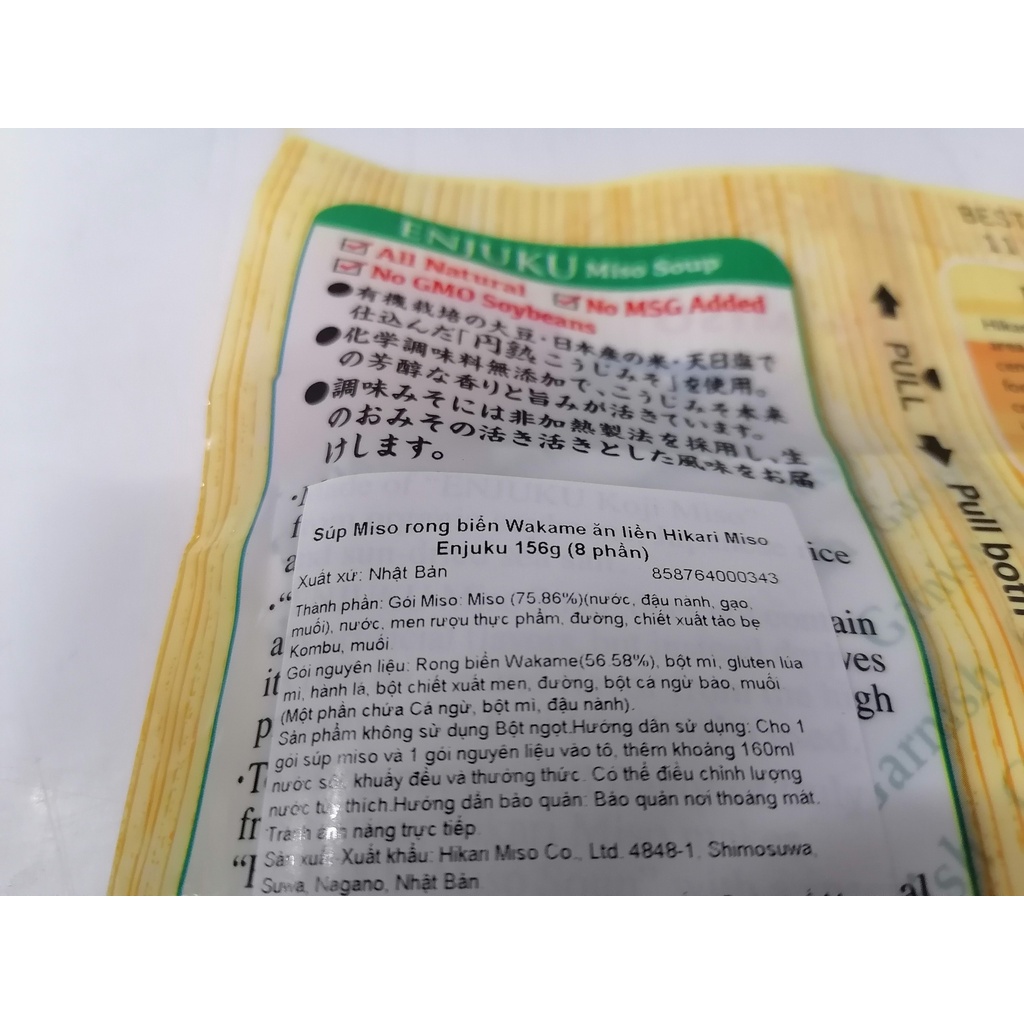 ENJUKU Miso Soup
All Natural
No GMO Soybeans
No MSG Added
●有機栽培の大豆・日本産の米・天日塩で
仕込んだ「円熟こうじみそ」を使用。
●化学調味料無添加で、こうじみそ本来
の芳醇な香りと旨みが活きています。
●調味みそには非加熱製法を採用し、生
のおみその活き活きとした風味をお届
けします。
Súp Miso rong biển Wakame ăn liền Hikari Miso
Enjuku 156g (8 phần)
Xuất xứ: Nhật Bản
858764000343
Thành phần: Gói Miso: Miso (75.86%)(nước, đậu nành, gạo,
muối), nước, men rượu thực phẩm, đường, chiết xuất tảo bẹ
Kombu, muối.
Gói nguyên liệu: Rong biển Wakame(56.58%), bột mì, gluten lúa
mì, hành lá, bột chiết xuất men, đường, bột cá ngừ bào, muối
(Một phần chứa Cá ngừ, bột mì, đậu nành).
Sản phẩm không sử dụng Bột ngọt.Hướng dẫn sử dụng: Cho 1
gói súp miso và 1 gói nguyên liệu vào tô, thêm khoảng 160ml
nước sôi, khuấy đều và thưởng thức. Có thể điều chỉnh lượng
nước tuỳ thích.Hướng dẫn bảo quản: Bảo quản nơi thoáng mát.
Tránh ánh nắng trực tiếp.
Sản xuất-Xuất khẩu: Hikari Miso Co., Ltd. 4848-1, Shimosuwa,
Suwa, Nagano, Nhật Bản
ice
ain
ves
gh
al
BEST
11
PULL
Pull both
Garnish